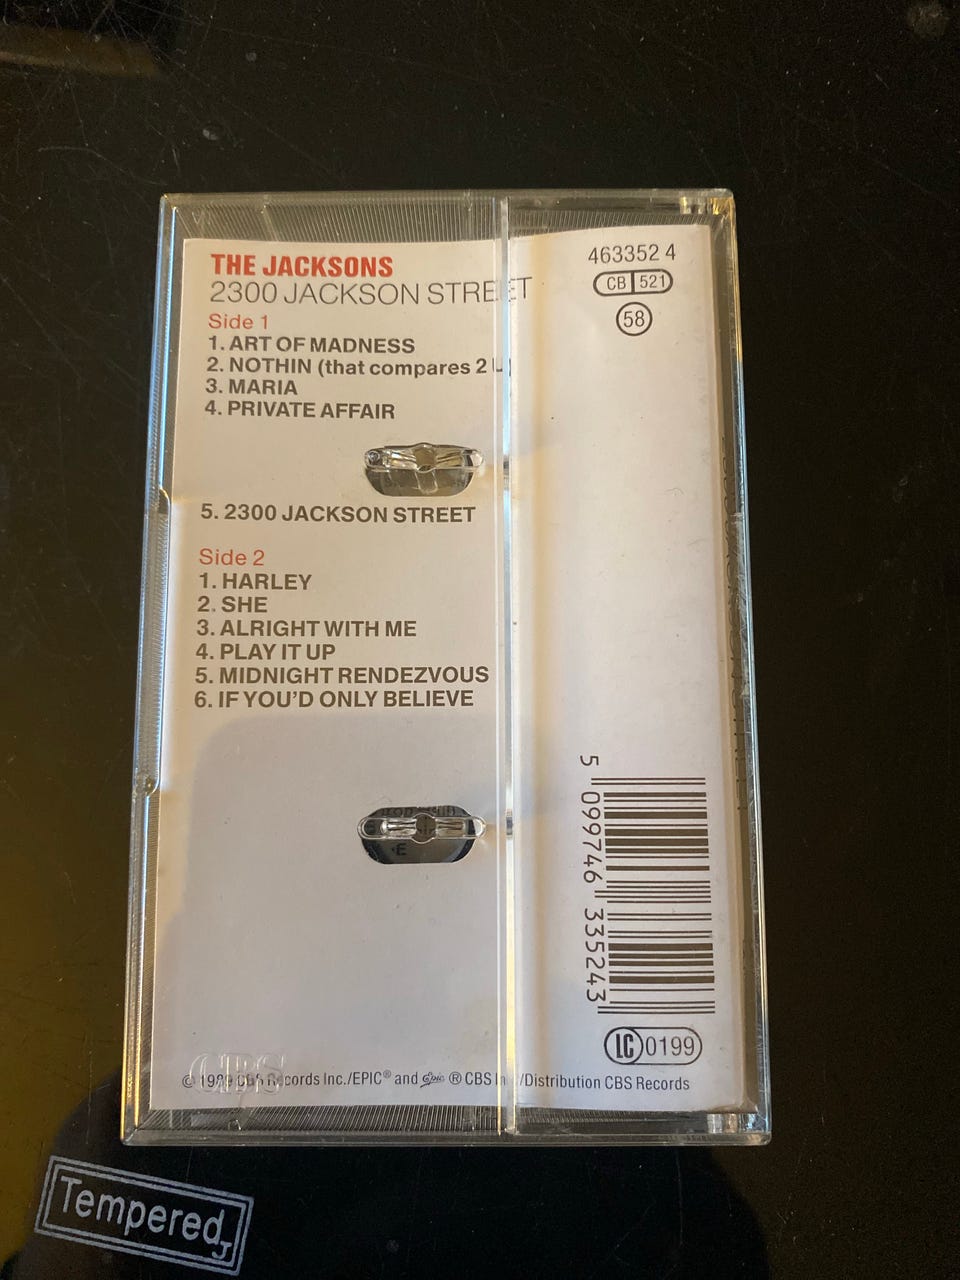 THE JACKSONS
2300 JACKSON STREET
Side 1
1. ART OF MADNESS
2. NOTHIN (that compares 2 U)
3. MARIA
4. PRIVATE AFFAIR
5. 2300 JACKSON STREET
Side 2
1. HARLEY
2. SHE
3. ALRIGHT WITH ME
4. PLAY IT UP
5. MIDNIGHT RENDEZVOUS
6. IF YOU'D ONLY BELIEVE
CBS
© 1989 CBS Records Inc./EPIC® and Epic ® CBS Inc./Distribution CBS Records
463352 4
CB 521
58
5 099746 335243
LC 0199
Tempered